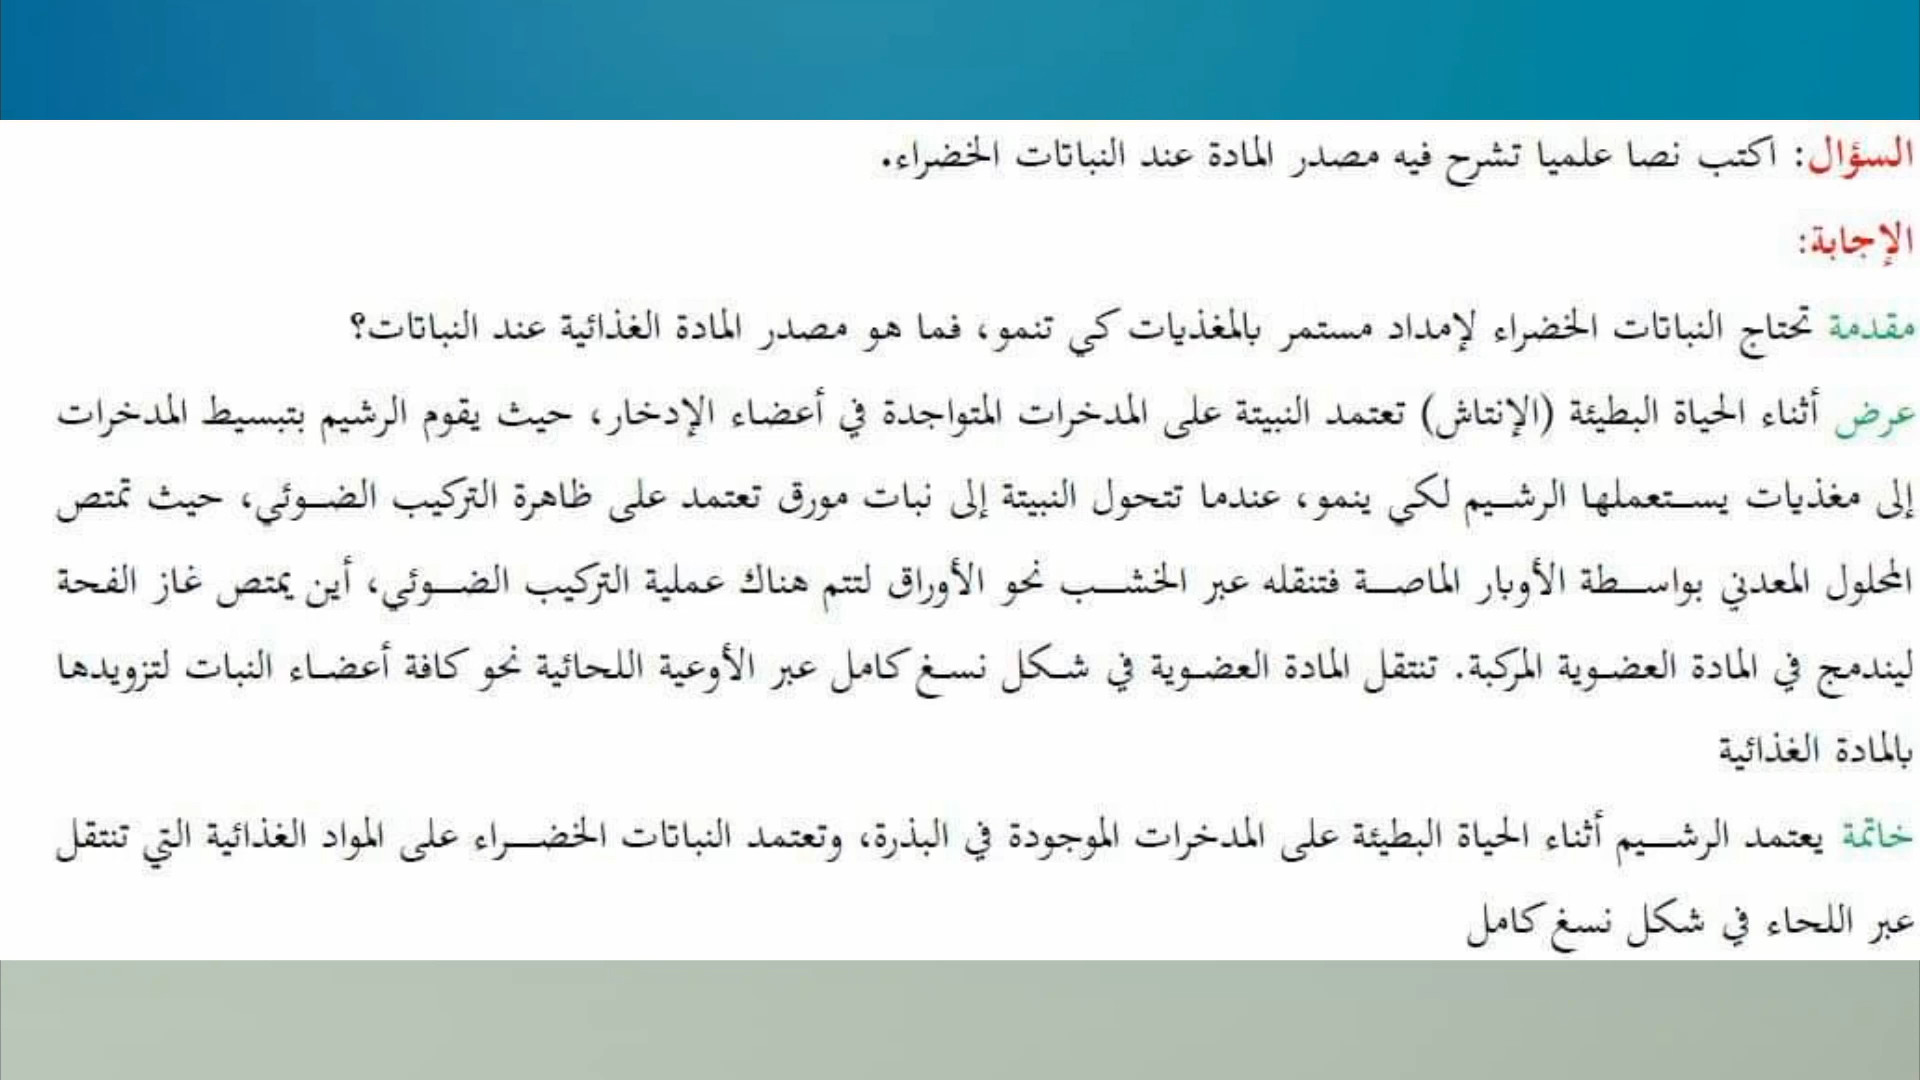 السؤال: اكتب نصا علميا تشرح فيه مصدر المادة عند النباتات الخضراء.
الإجابة:
مقدمة تحتاج النباتات الخضراء لإمداد مستمر بالمغذيات كي تنمو، فما هو مصدر المادة الغذائية عند النباتات؟
عرض أثناء الحياة البطيئة (الإنتاش) تعتمد النبيتة على المدخرات المتواجدة في أعضاء الإدخار، حيث يقوم الرشيم بتبسيط المدخرات
إلى مغذيات يستعملها الرشيم لكي ينمو، عندما تتحول النبيتة إلى نبات مورق تعتمد على ظاهرة التركيب الضوئي، حيث تمتص
المحلول المعدني بواسطة الأوبار الماصة فتنقله عبر الخشب نحو الأوراق لتتم هناك عملية التركيب الضوئي، أين يمتص غاز الفحة
ليندمج في المادة العضوية المركبة. تنتقل المادة العضوية في شكل نسغ كامل عبر الأوعية اللحائية نحو كافة أعضاء النبات لتزويدها
بالمادة الغذائية
خاتمة يعتمد الرشيم أثناء الحياة البطيئة على المدخرات الموجودة في البذرة، وتعتمد النباتات الخضراء على المواد الغذائية التي تنتقل
عبر اللحاء في شكل نسغ كامل